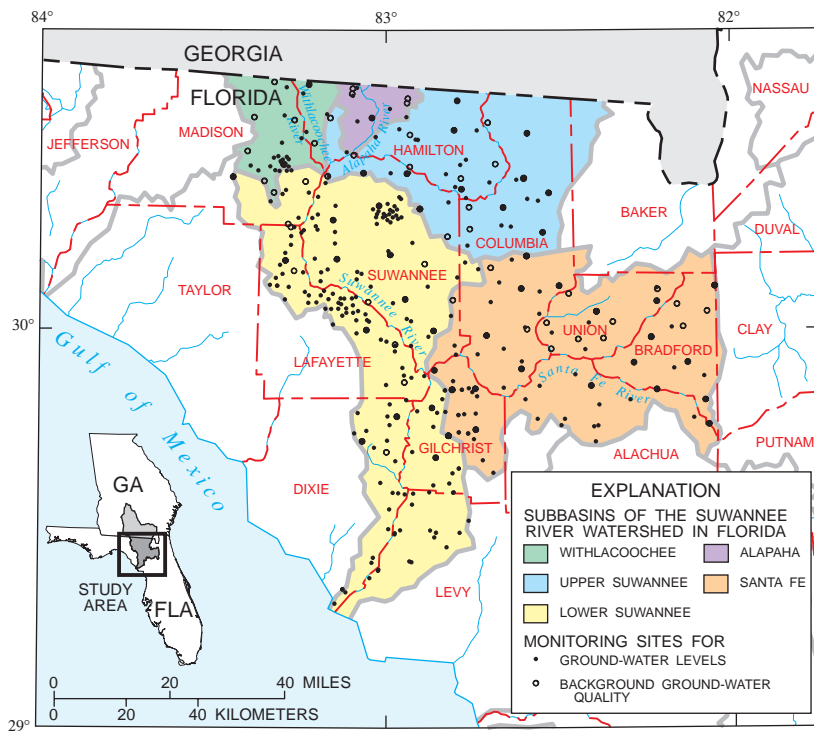 84°
83°
82°
GEORGIA
FLORIDA
NASSAU
JEFFERSON
MADISON
Withlacoochee
River
Alapaha River
HAMILTON
BAKER
DUVAL
COLUMBIA
TAYLOR
SUWANNEE
Suwannee River
30°
UNION
CLAY
LAFAYETTE
BRADFORD
Santa Fe River
Gulf of Mexico
GILCHRIST
ALACHUA
PUTNAM
DIXIE
LEVY
GA
STUDY
AREA
FLA.
EXPLANATION
SUBBASINS OF THE SUWANNEE
RIVER WATERSHED IN FLORIDA
WITHLACOOCHEE
ALAPAHA
UPPER SUWANNEE
SANTA FE
LOWER SUWANNEE
MONITORING SITES FOR
GROUND-WATER LEVELS
BACKGROUND GROUND-WATER
QUALITY
0 20 40 MILES
0 20 40 KILOMETERS
29°